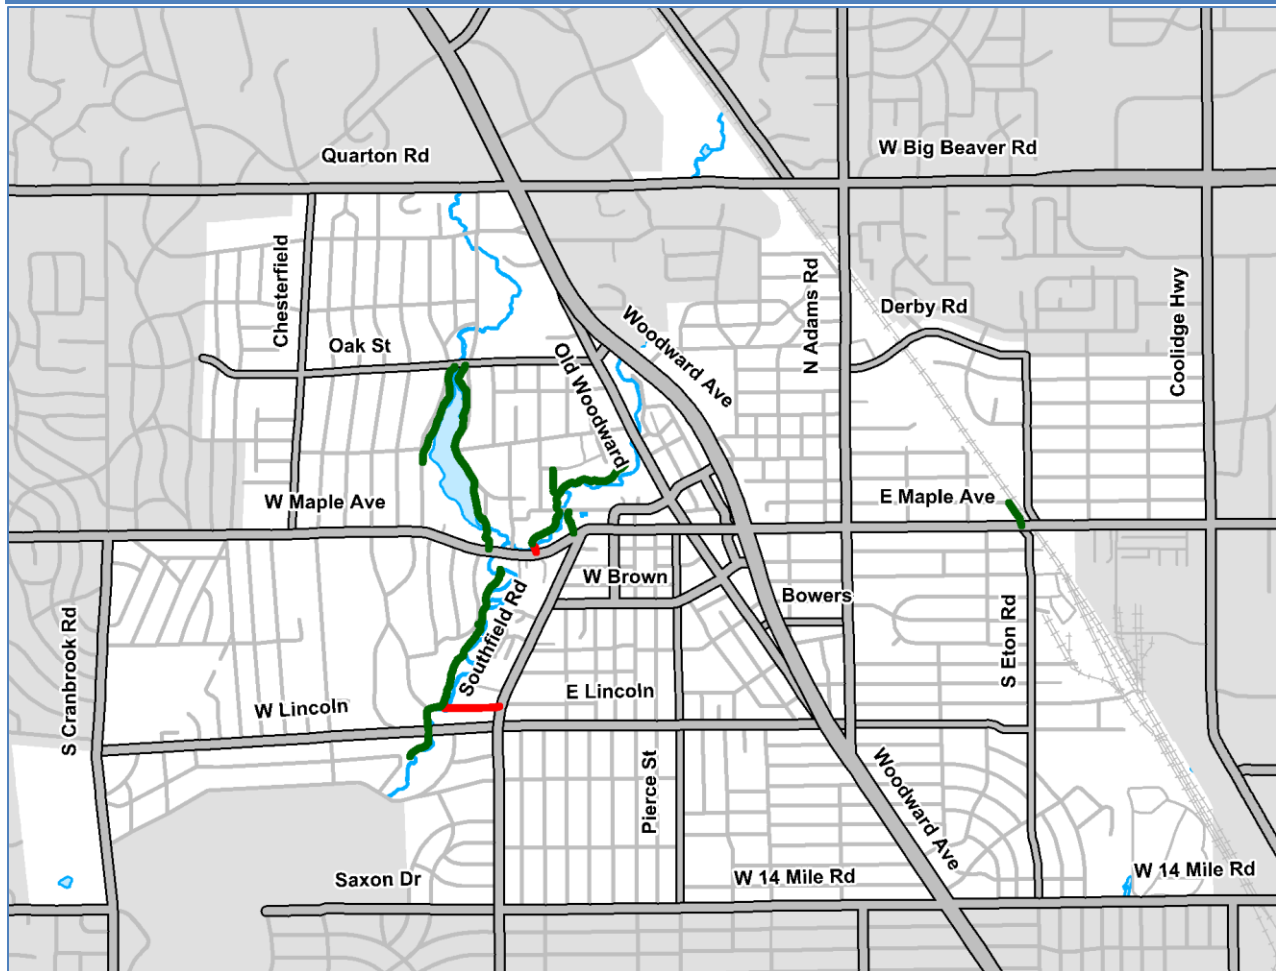 Quarton Rd
W Big Beaver Rd
Chesterfield
N Adams Rd
Coolidge Hwy
Derby Rd
Woodward Ave
Oak St
Old Woodward
W Maple Ave
E Maple Ave
W Brown
Bowers
S Cranbrook Rd
Southfield Rd
S Eton Rd
E Lincoln
W Lincoln
Pierce St
Woodward Ave
Saxon Dr
W 14 Mile Rd
W 14 Mile Rd